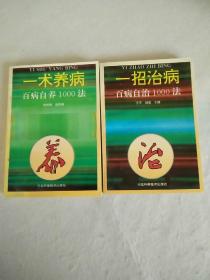 YI SHU YANG BING
一术养病
百病自养1000法
养
YI ZHAO ZHI BING
一招治病
百病自治1000法
治